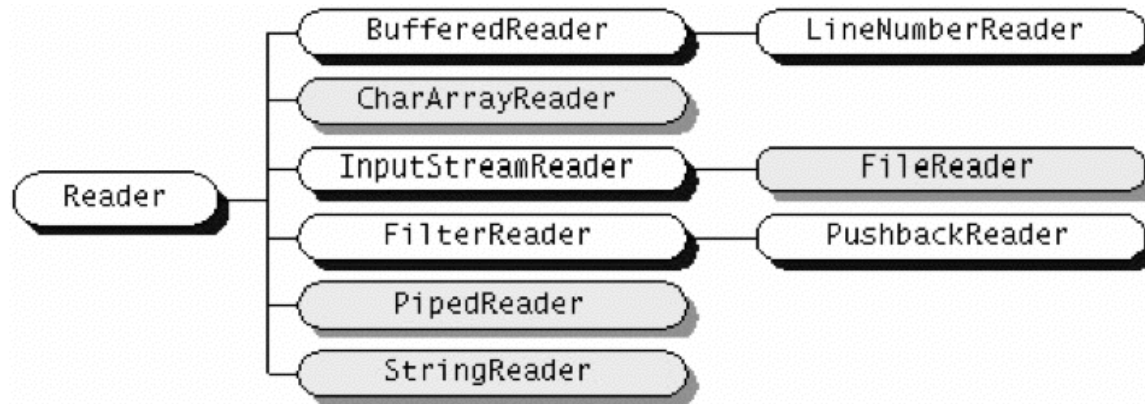 BufferedReader
LineNumberReader
CharArrayReader
InputStreamReader
FileReader
Reader
FilterReader
PushbackReader
PipedReader
StringReader